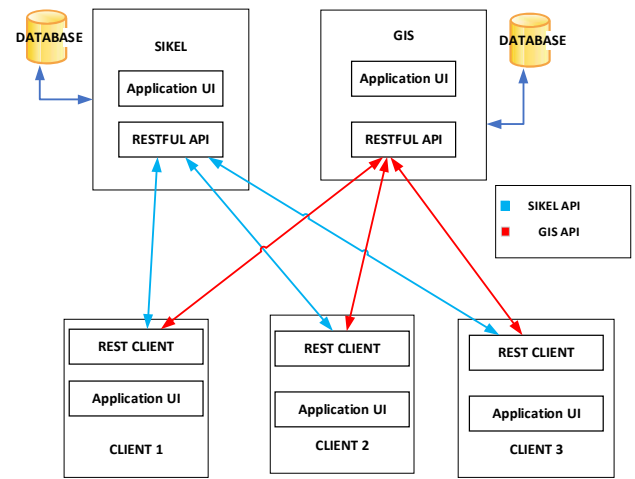 SIKEL
GIS
DATABASE
DATABASE
Application UI
Application UI
RESTFUL API
RESTFUL API
SIKEL API
GIS API
REST CLIENT
REST CLIENT
REST CLIENT
Application UI
Application UI
Application UI
CLIENT 1
CLIENT 2
CLIENT 3